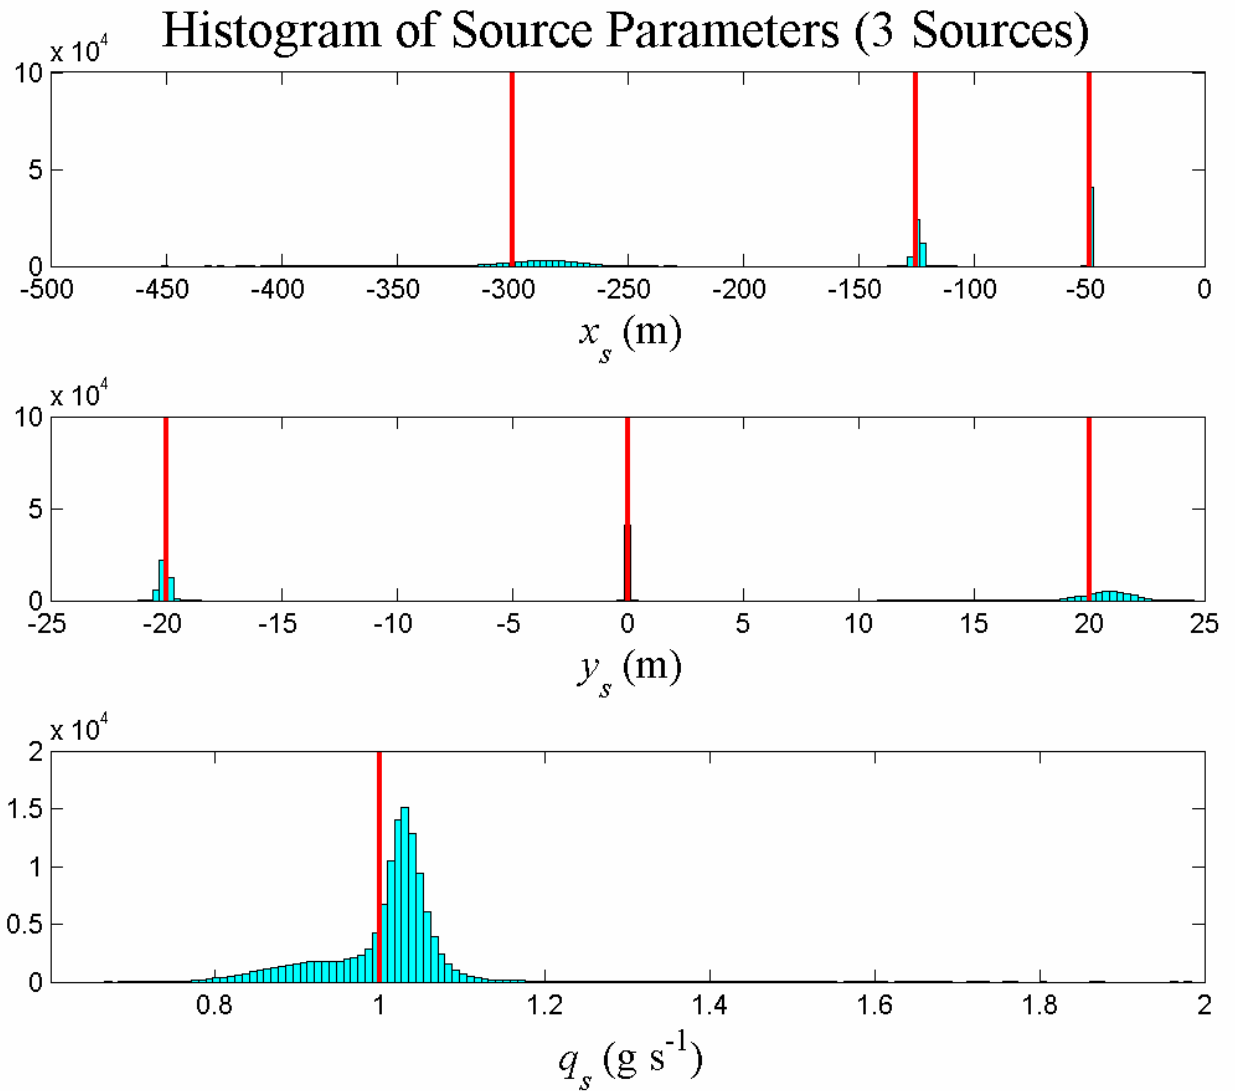 Histogram of Source Parameters (3 Sources)
x 10^4
10
5
0
-500 -450 -400 -350 -300 -250 -200 -150 -100 -50 0
x_s (m)
x 10^4
10
5
0
-25 -20 -15 -10 -5 0 5 10 15 20 25
y_s (m)
x 10^4
2
1.5
1
0.5
0
0.8 1 1.2 1.4 1.6 1.8 2
q_s (g s^-1)